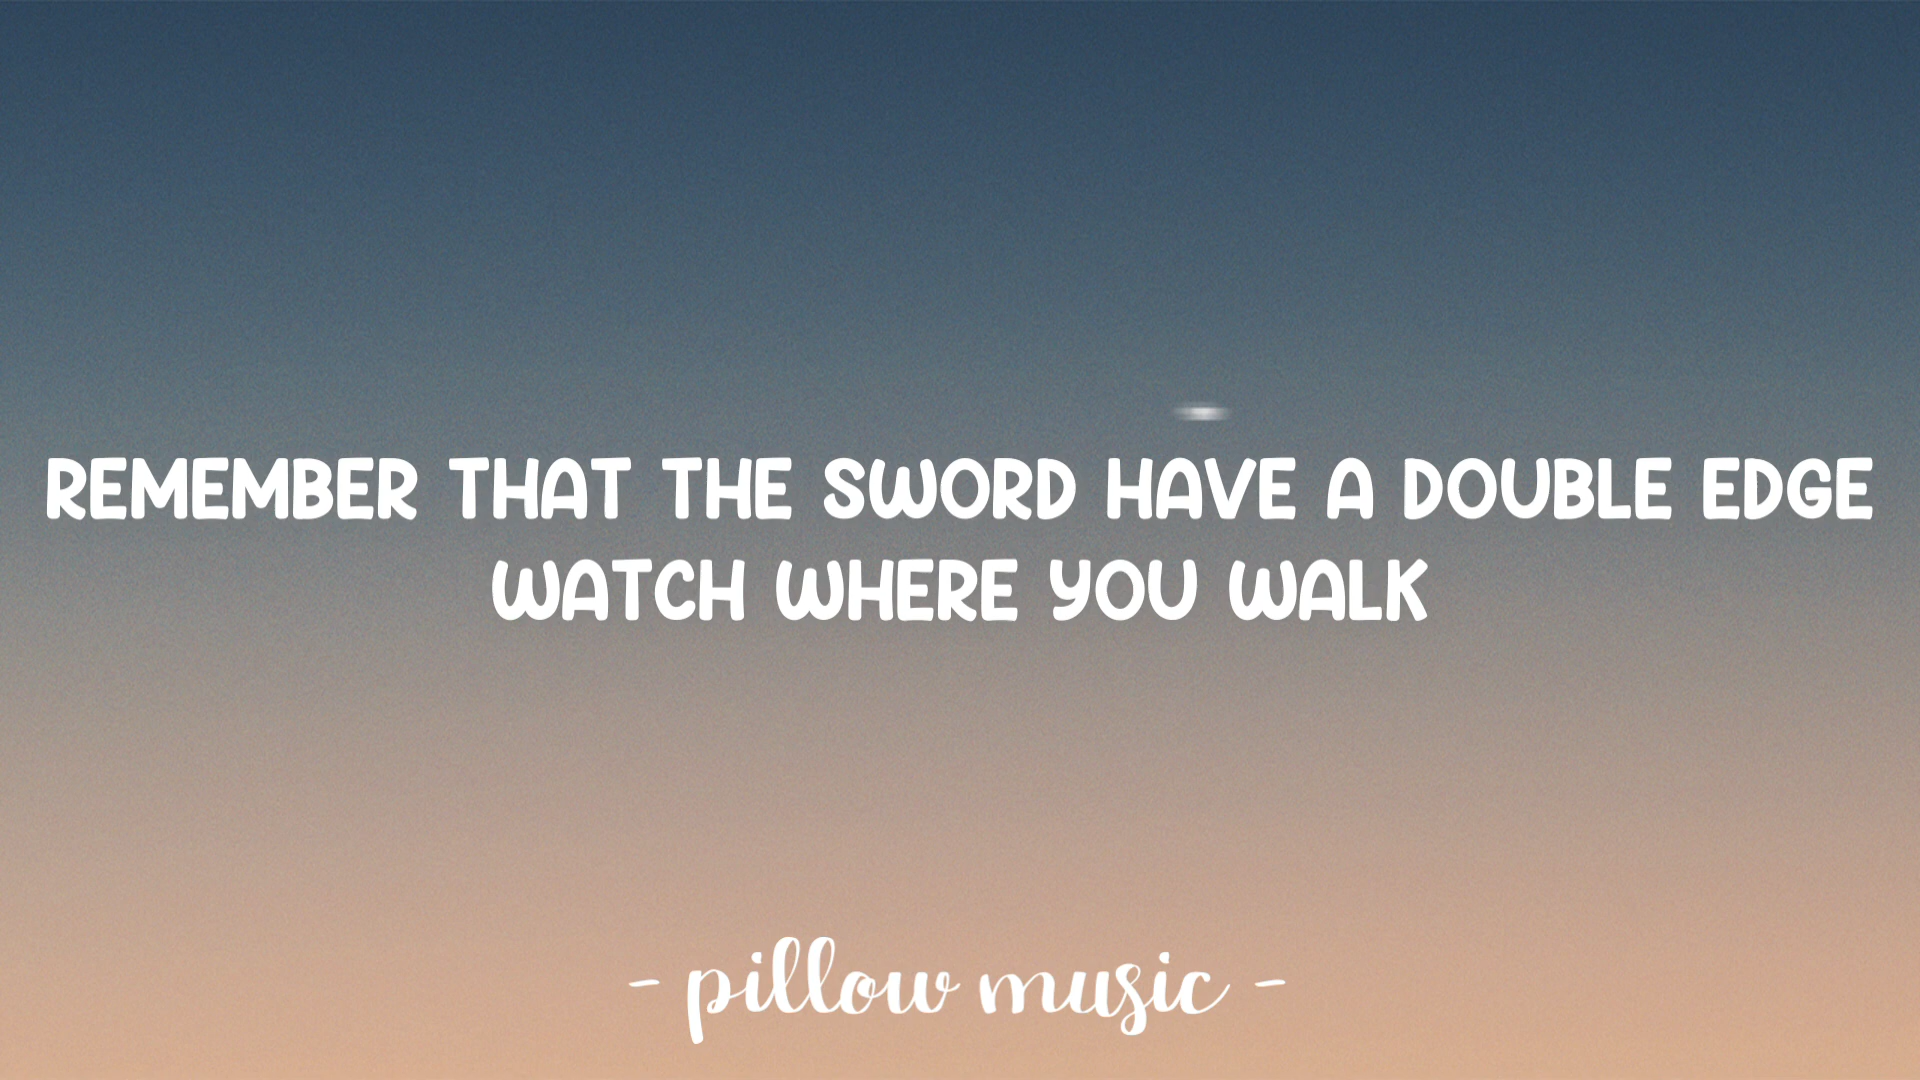 REMEMBER THAT THE SWORD HAVE A DOUBLE EDGE
WATCH WHERE YOU WALK
- pillow music -